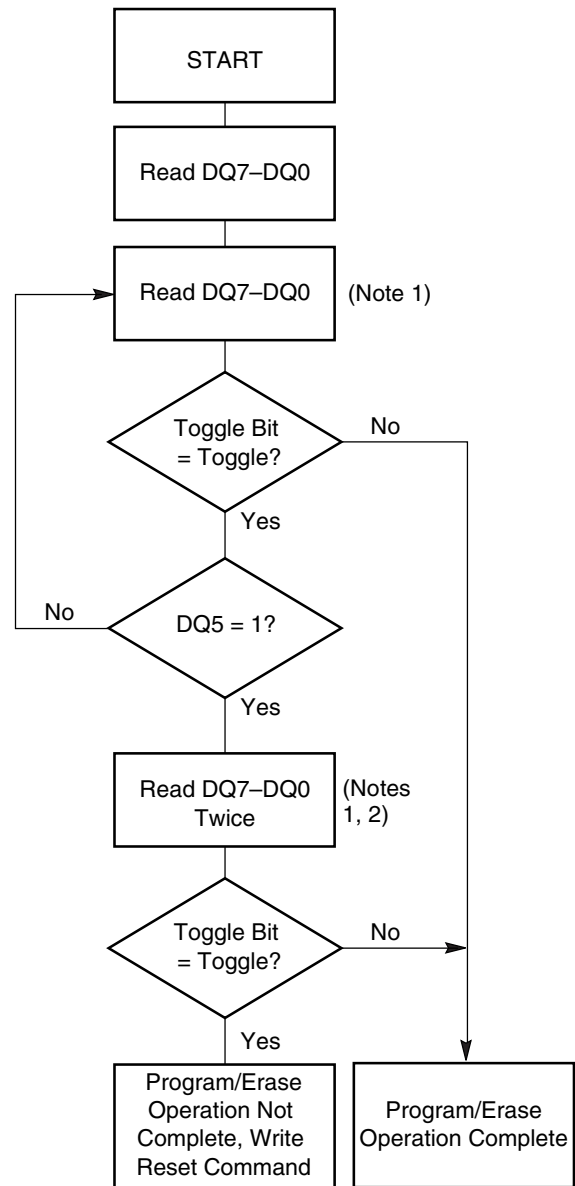 START
Read DQ7–DQ0
Read DQ7–DQ0
(Note 1)
Toggle Bit
= Toggle?
No
Yes
DQ5 = 1?
No
Yes
Read DQ7–DQ0
Twice
(Notes
1, 2)
Toggle Bit
= Toggle?
No
Yes
Program/Erase
Operation Not
Complete, Write
Reset Command
Program/Erase
Operation Complete